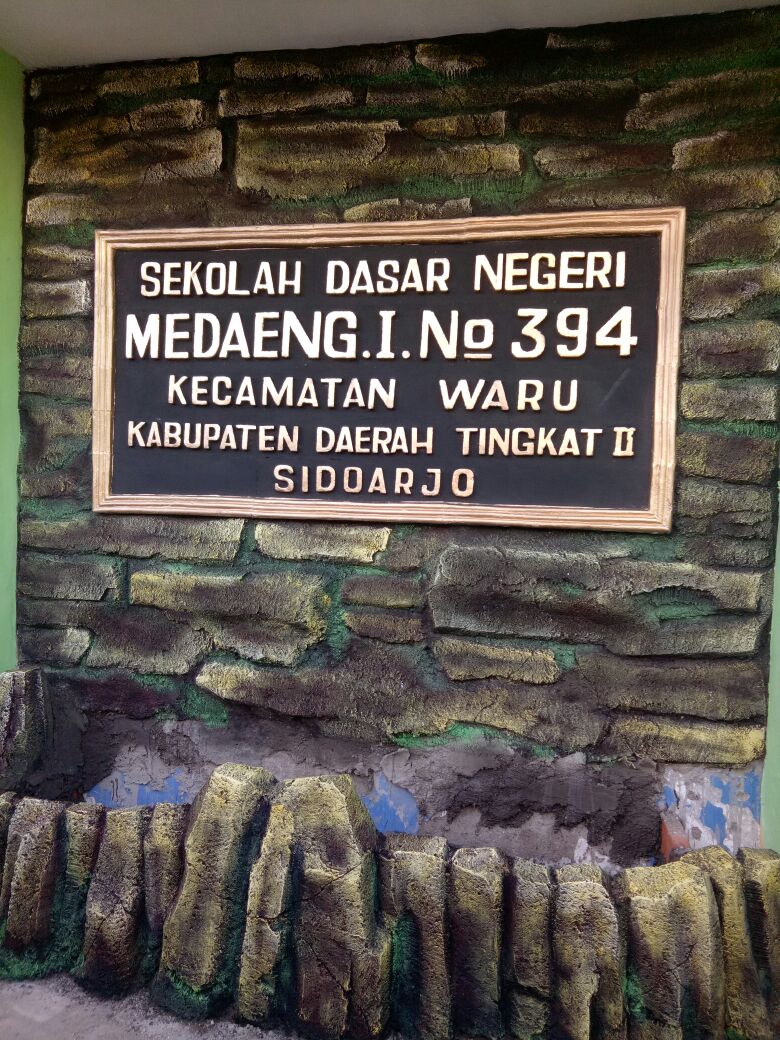 SEKOLAH DASAR NEGERI
MEDAENG.I.No 394
KECAMATAN WARU
KABUPATEN DAERAH TINGKAT II
SIDOARJO